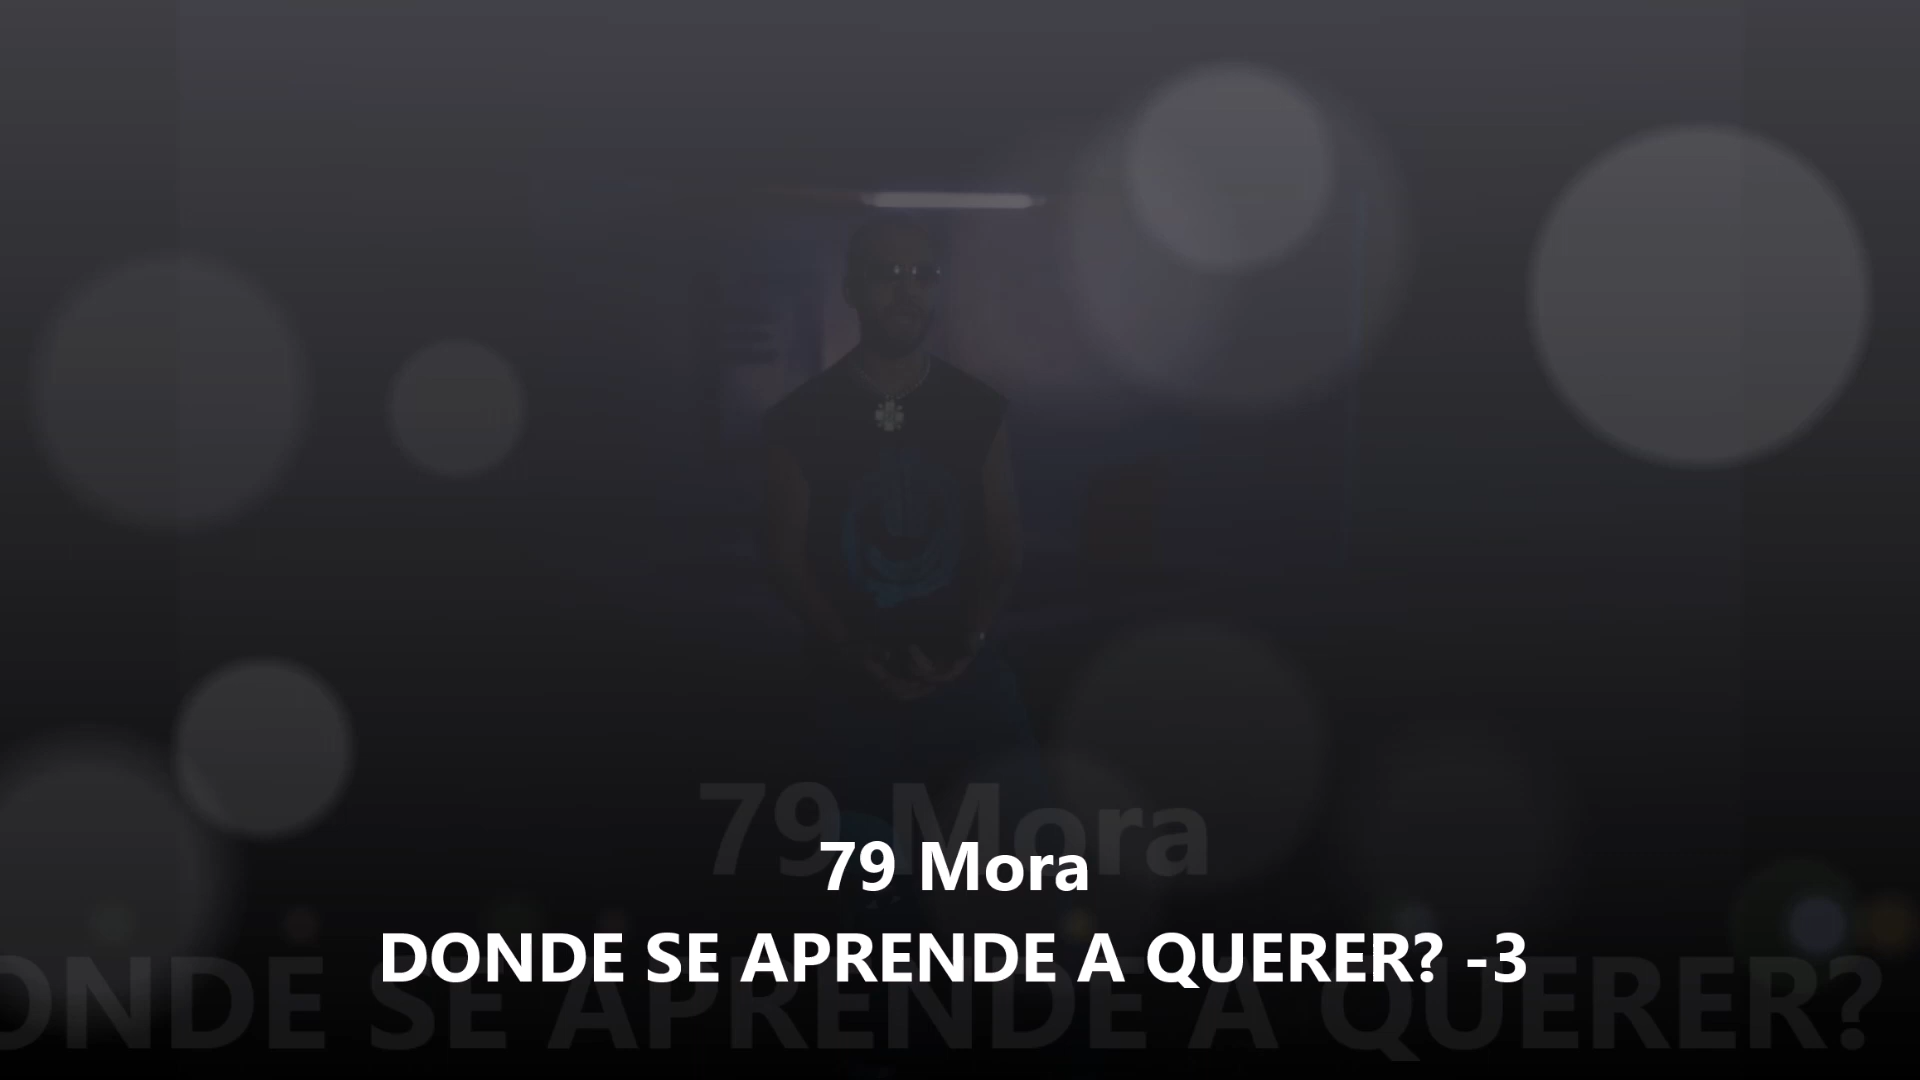 79 Mora
79 Mora
DONDE SE APRENDE A QUERER? -3
ONDE SE APRENDE A QUERER?